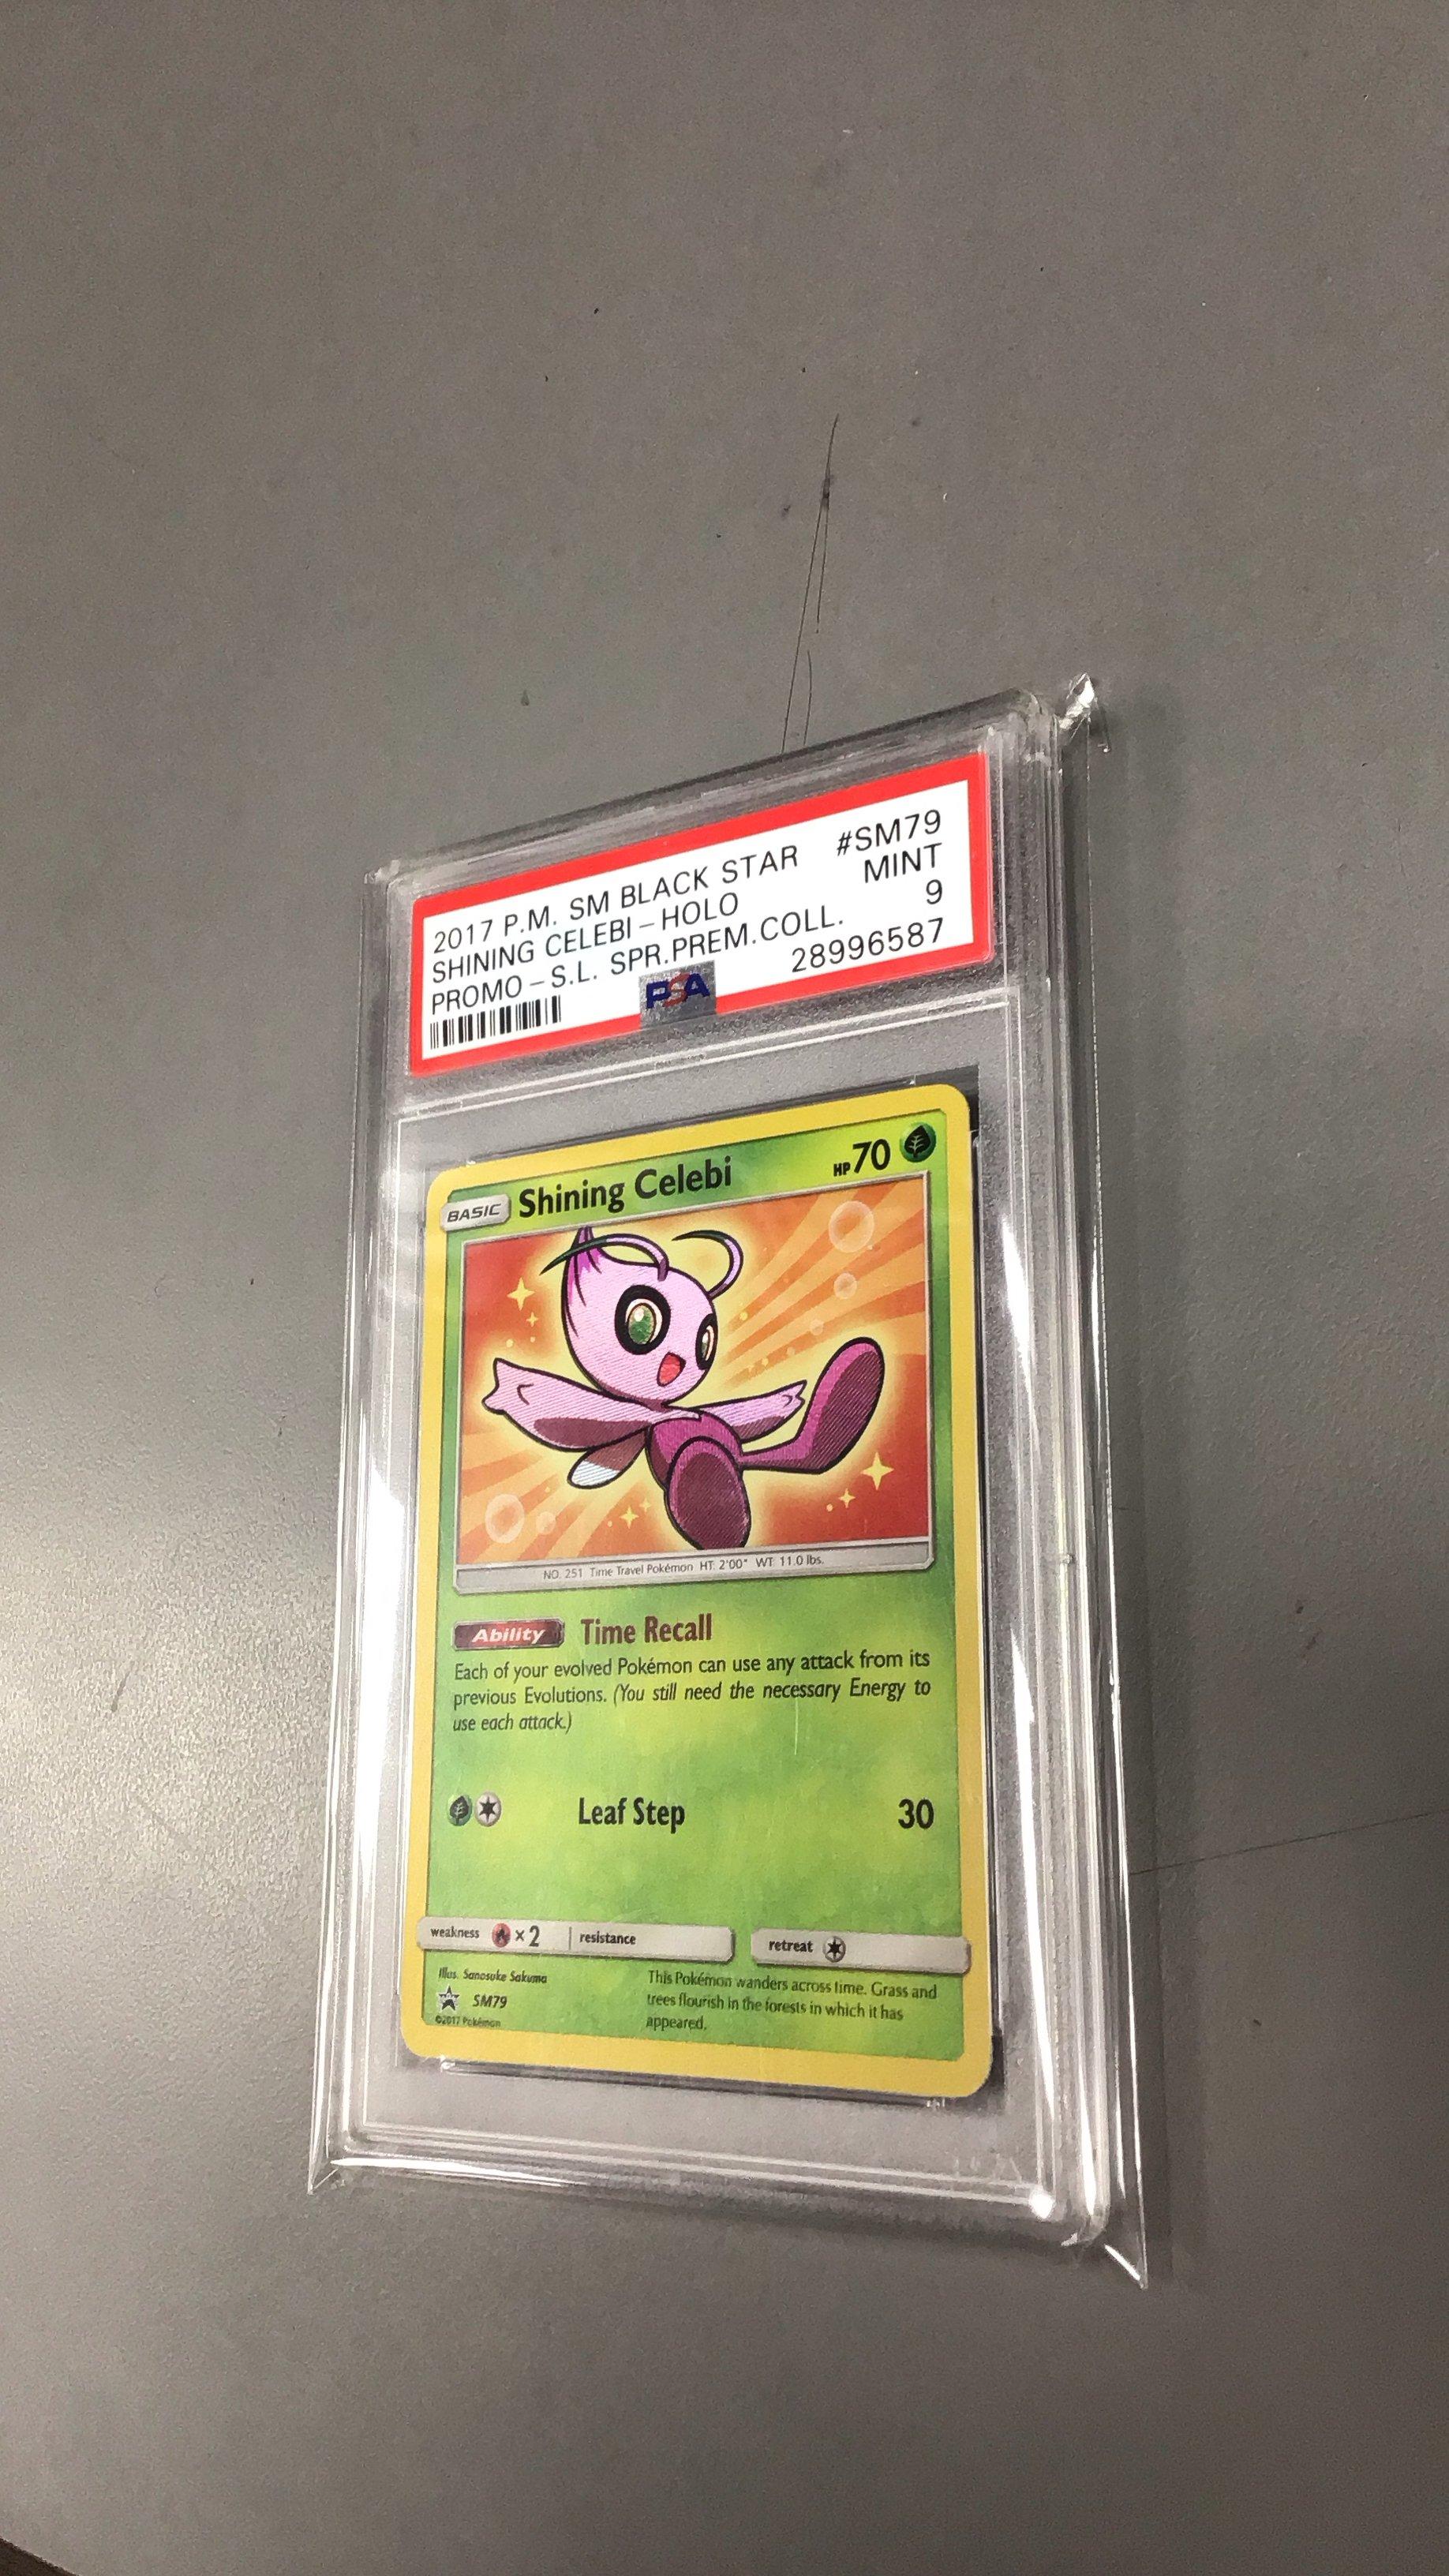 2017 P.M. SM BLACK STAR #SM79
SHINING CELEBI-HOLO MINT
PROMO-S.L. SPR.PREM.COLL. 9
28996587
PSA
BASIC Shining Celebi HP 70
NO. 251 Time Travel Pokémon HT: 2'00" WT: 11.0 lbs.
Ability Time Recall
Each of your evolved Pokémon can use any attack from its
previous Evolutions. (You still need the necessary Energy to
use each attack.)
Leaf Step 30
weakness ×2 resistance retreat
Illus. Sanosuke Sakuma
SM79
©2017 Pokémon
This Pokémon wanders across time. Grass and
trees flourish in the forests in which it has
appeared.